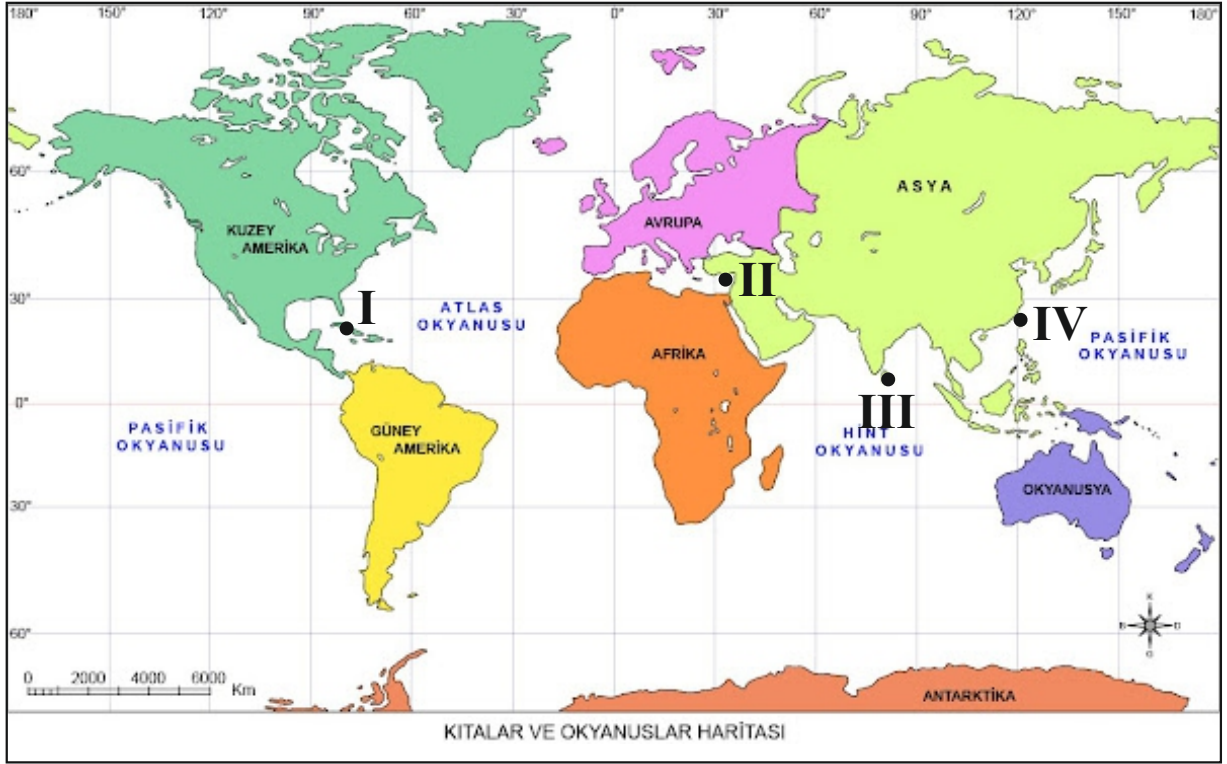 180° 150° 120° 90° 60° 30° 0° 30° 60° 90° 120° 150° 180°
60°
ASYA
AVRUPA
KUZEY
AMERİKA
II
30°
I
ATLAS
OKYANUSU
IV
PASİFİK
OKYANUSU
AFRİKA
III
0°
PASİFİK
OKYANUSU
GÜNEY
AMERİKA
HİNT
OKYANUSU
OKYANUSYA
30°
K
B D
G
60°
0 2000 4000 6000 Km
ANTARKTİKA
KITALAR VE OKYANUSLAR HARİTASI